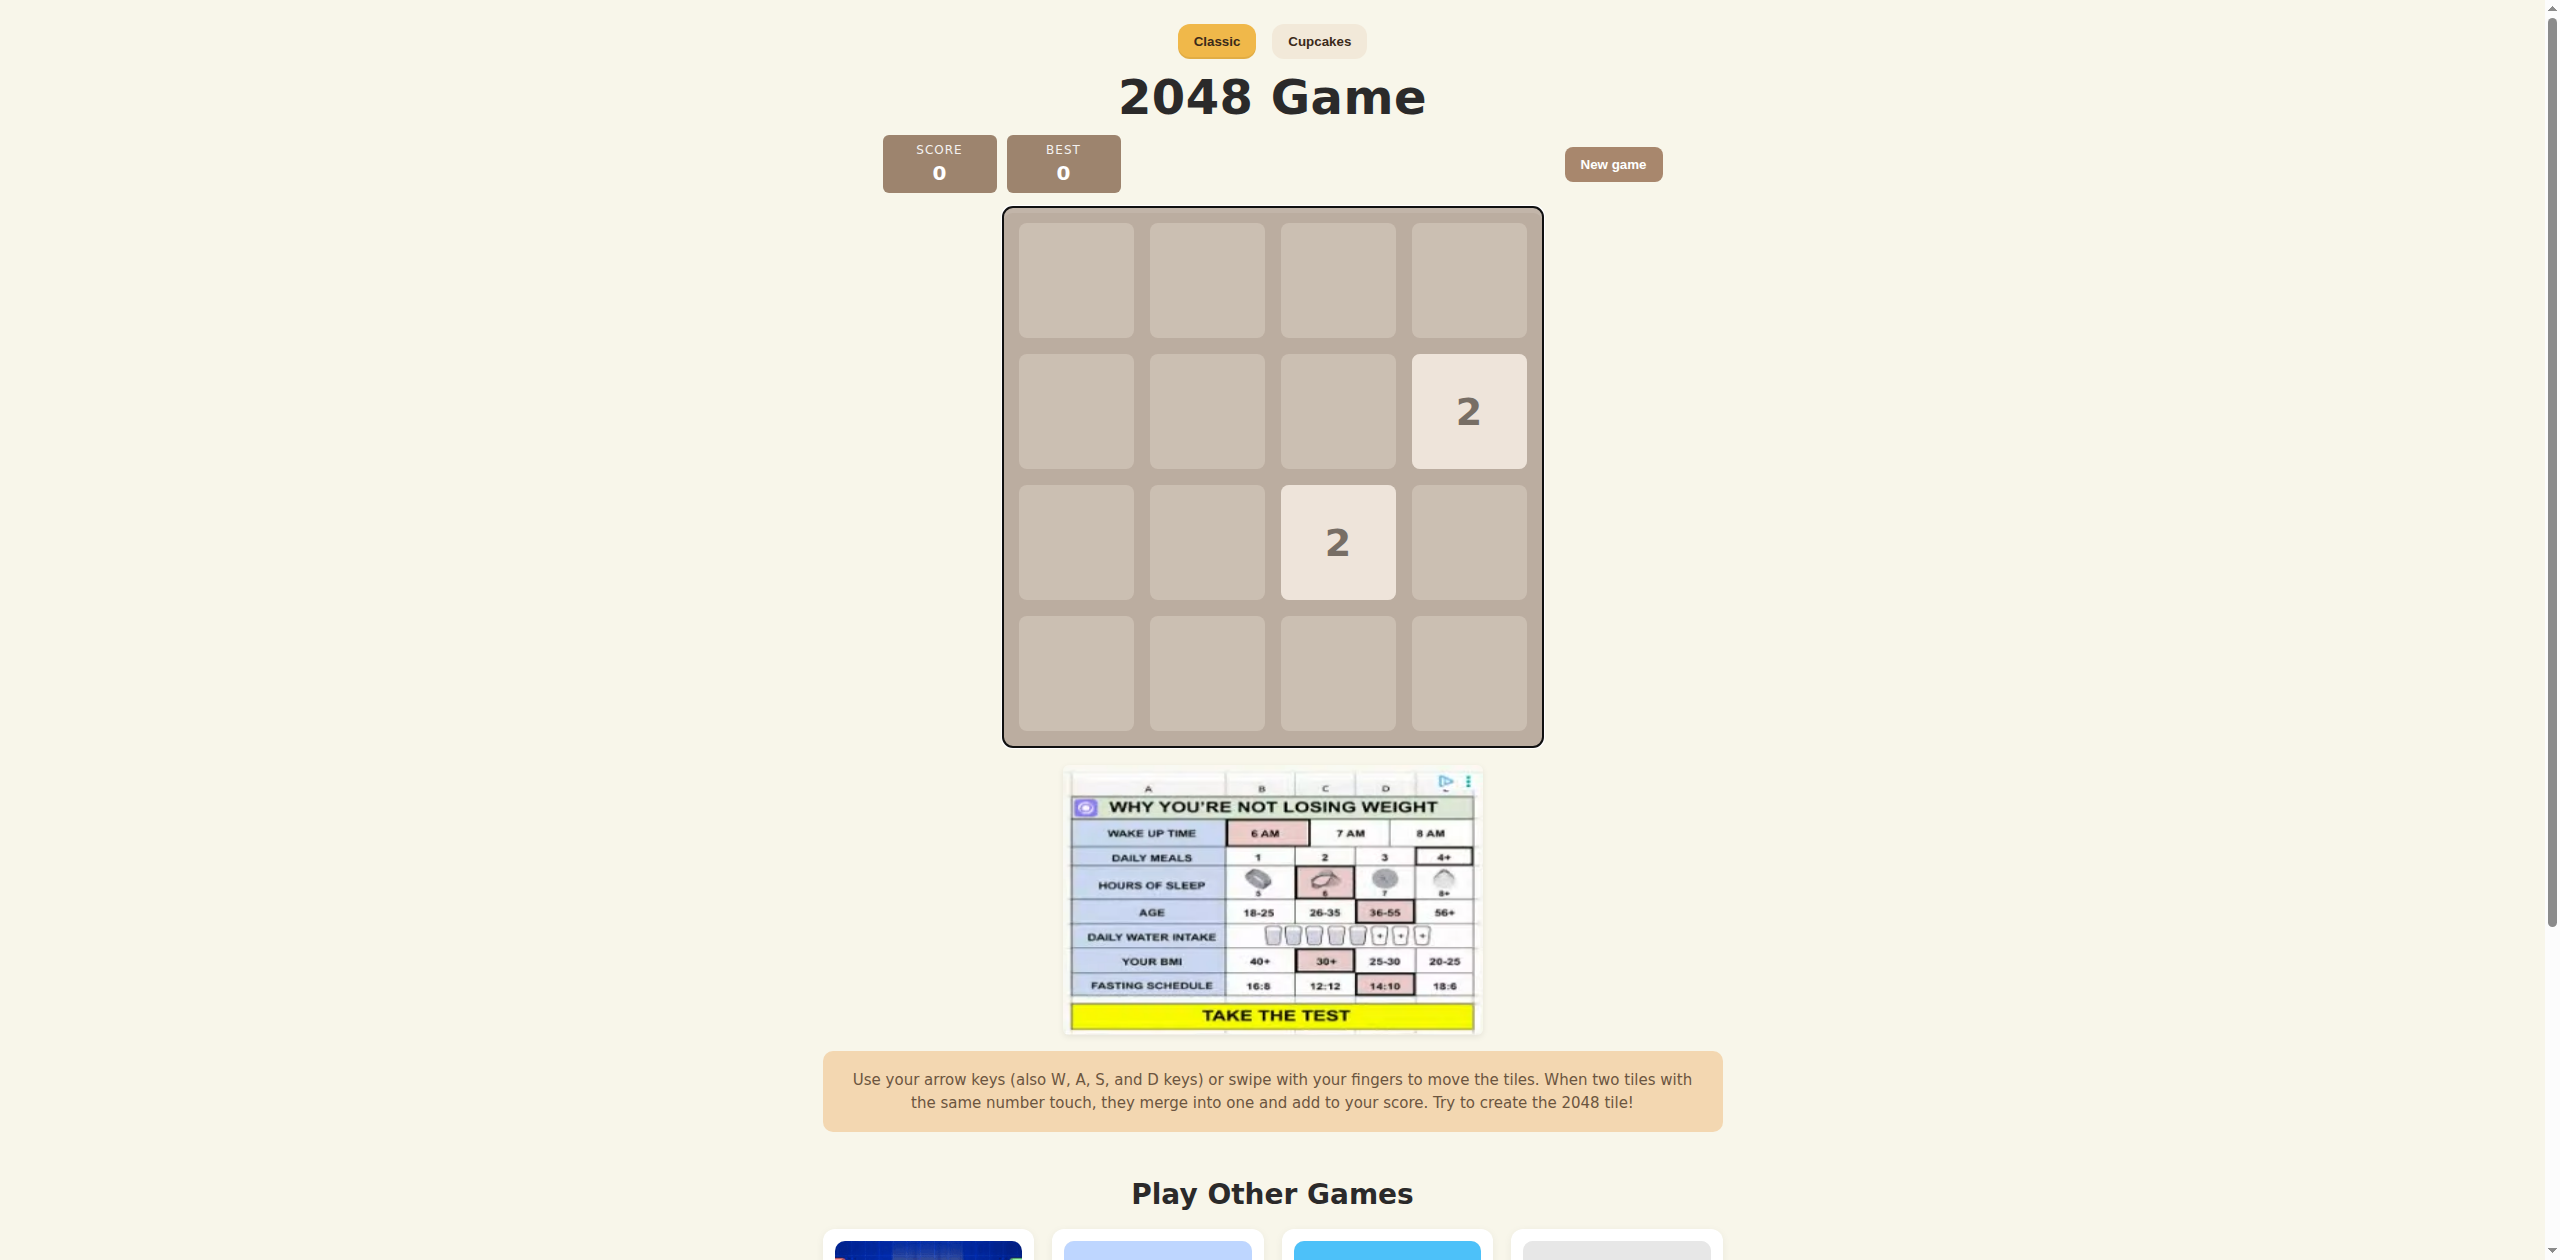 Classic
Cupcakes
2048 Game
SCORE
0
BEST
0
New game
2
2
A B C D
WHY YOU'RE NOT LOSING WEIGHT
WAKE UP TIME 6 AM 7 AM 8 AM
DAILY MEALS 1 2 3 4+
HOURS OF SLEEP 5 6 7 8+
AGE 18-25 26-35 36-55 56+
DAILY WATER INTAKE + + +
YOUR BMI 40+ 30+ 25-30 20-25
FASTING SCHEDULE 16:8 12:12 14:10 18:6
TAKE THE TEST
Use your arrow keys (also W, A, S, and D keys) or swipe with your fingers to move the tiles. When two tiles with
the same number touch, they merge into one and add to your score. Try to create the 2048 tile!
Play Other Games